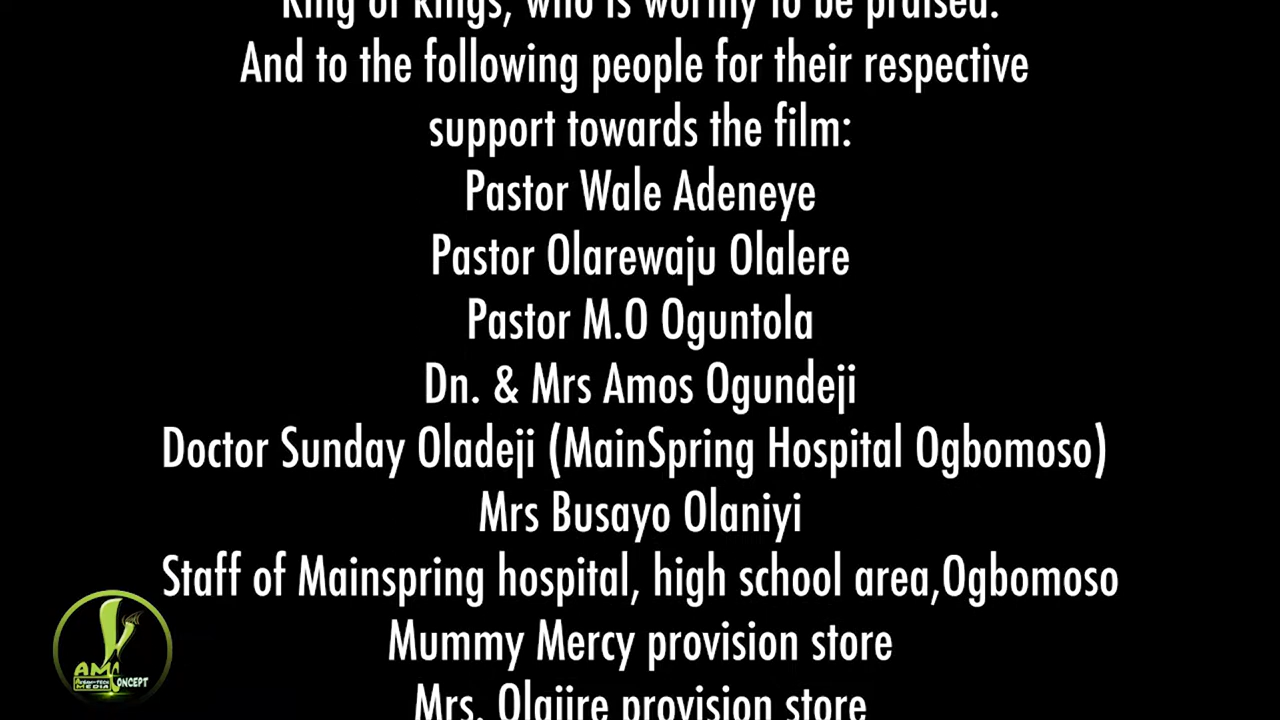 King of kings, who is worthy to be praised.
And to the following people for their respective
support towards the film:
Pastor Wale Adeneye
Pastor Olarewaju Olalere
Pastor M.O Oguntola
Dn. & Mrs Amos Ogundeji
Doctor Sunday Oladeji (MainSpring Hospital Ogbomoso)
Mrs Busayo Olaniyi
Staff of Mainspring hospital, high school area,Ogbomoso
Mummy Mercy provision store
Mrs. Olajire provision store
AM
MEDIA
ONCEPT